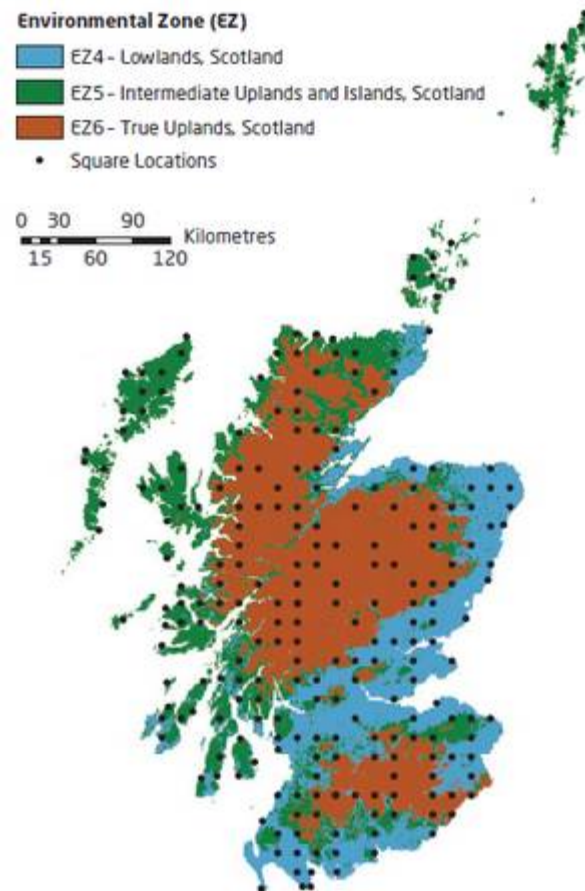 Environmental Zone (EZ)
EZ4 – Lowlands, Scotland
EZ5 – Intermediate Uplands and Islands, Scotland
EZ6 – True Uplands, Scotland
Square Locations
0 30 90
Kilometres
15 60 120